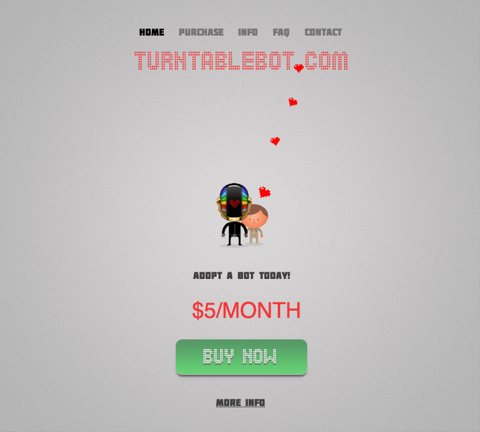 HOME PURCHASE INFO FAQ CONTACT
TURNTABLEBOT.COM
ADOPT A BOT TODAY!
$5/MONTH
BUY NOW
MORE INFO